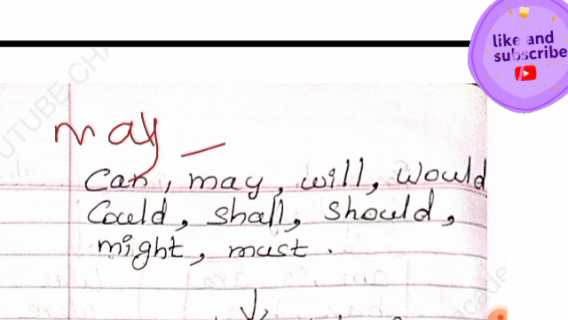 like and
subscribe
may —
Can, may, will, would
Could, shall, should,
might, must.